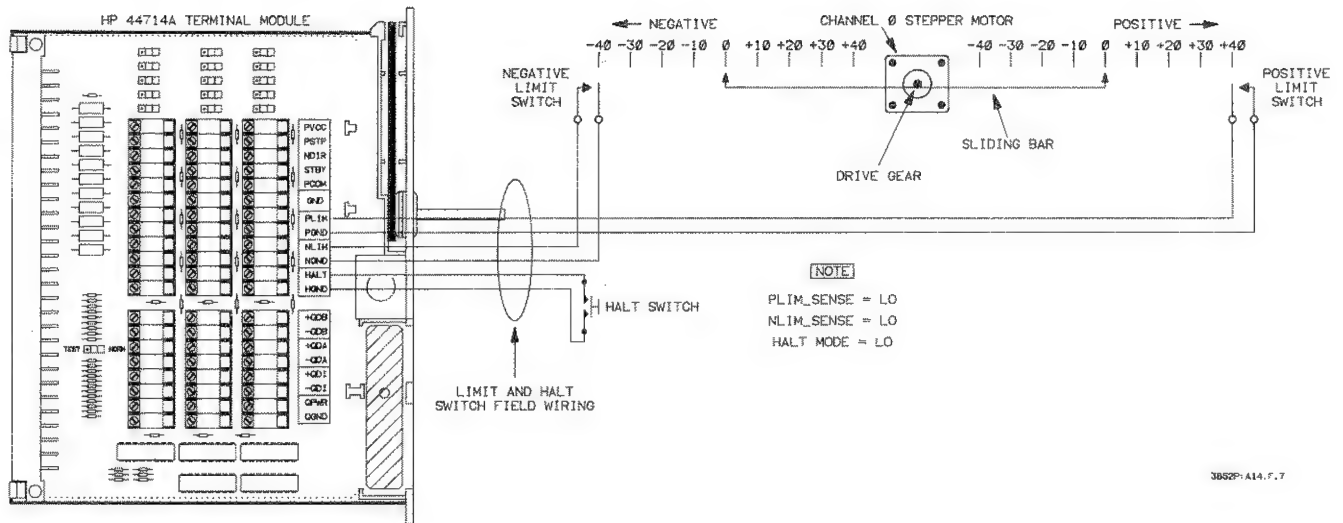 HP 44714A TERMINAL MODULE
NEGATIVE
CHANNEL Ø STEPPER MOTOR
POSITIVE
-40 -30 -20 -10 0 +10 +20 +30 +40
-40 -30 -20 -10 0 +10 +20 +30 +40
NEGATIVE
LIMIT
SWITCH
POSITIVE
LIMIT
SWITCH
SLIDING BAR
DRIVE GEAR
PVCC
PSTP
NDIR
STBY
PCOM
GND
PLIM
PGND
NLIM
NGND
HALT
HGND
+QDB
-QDB
+QDA
-QDA
+QDI
-QDI
QPWR
QGND
TEST
NORM
HALT SWITCH
LIMIT AND HALT
SWITCH FIELD WIRING
NOTE
PLIM_SENSE = LO
NLIM_SENSE = LO
HALT MODE = LO
3852P:A14.F.7